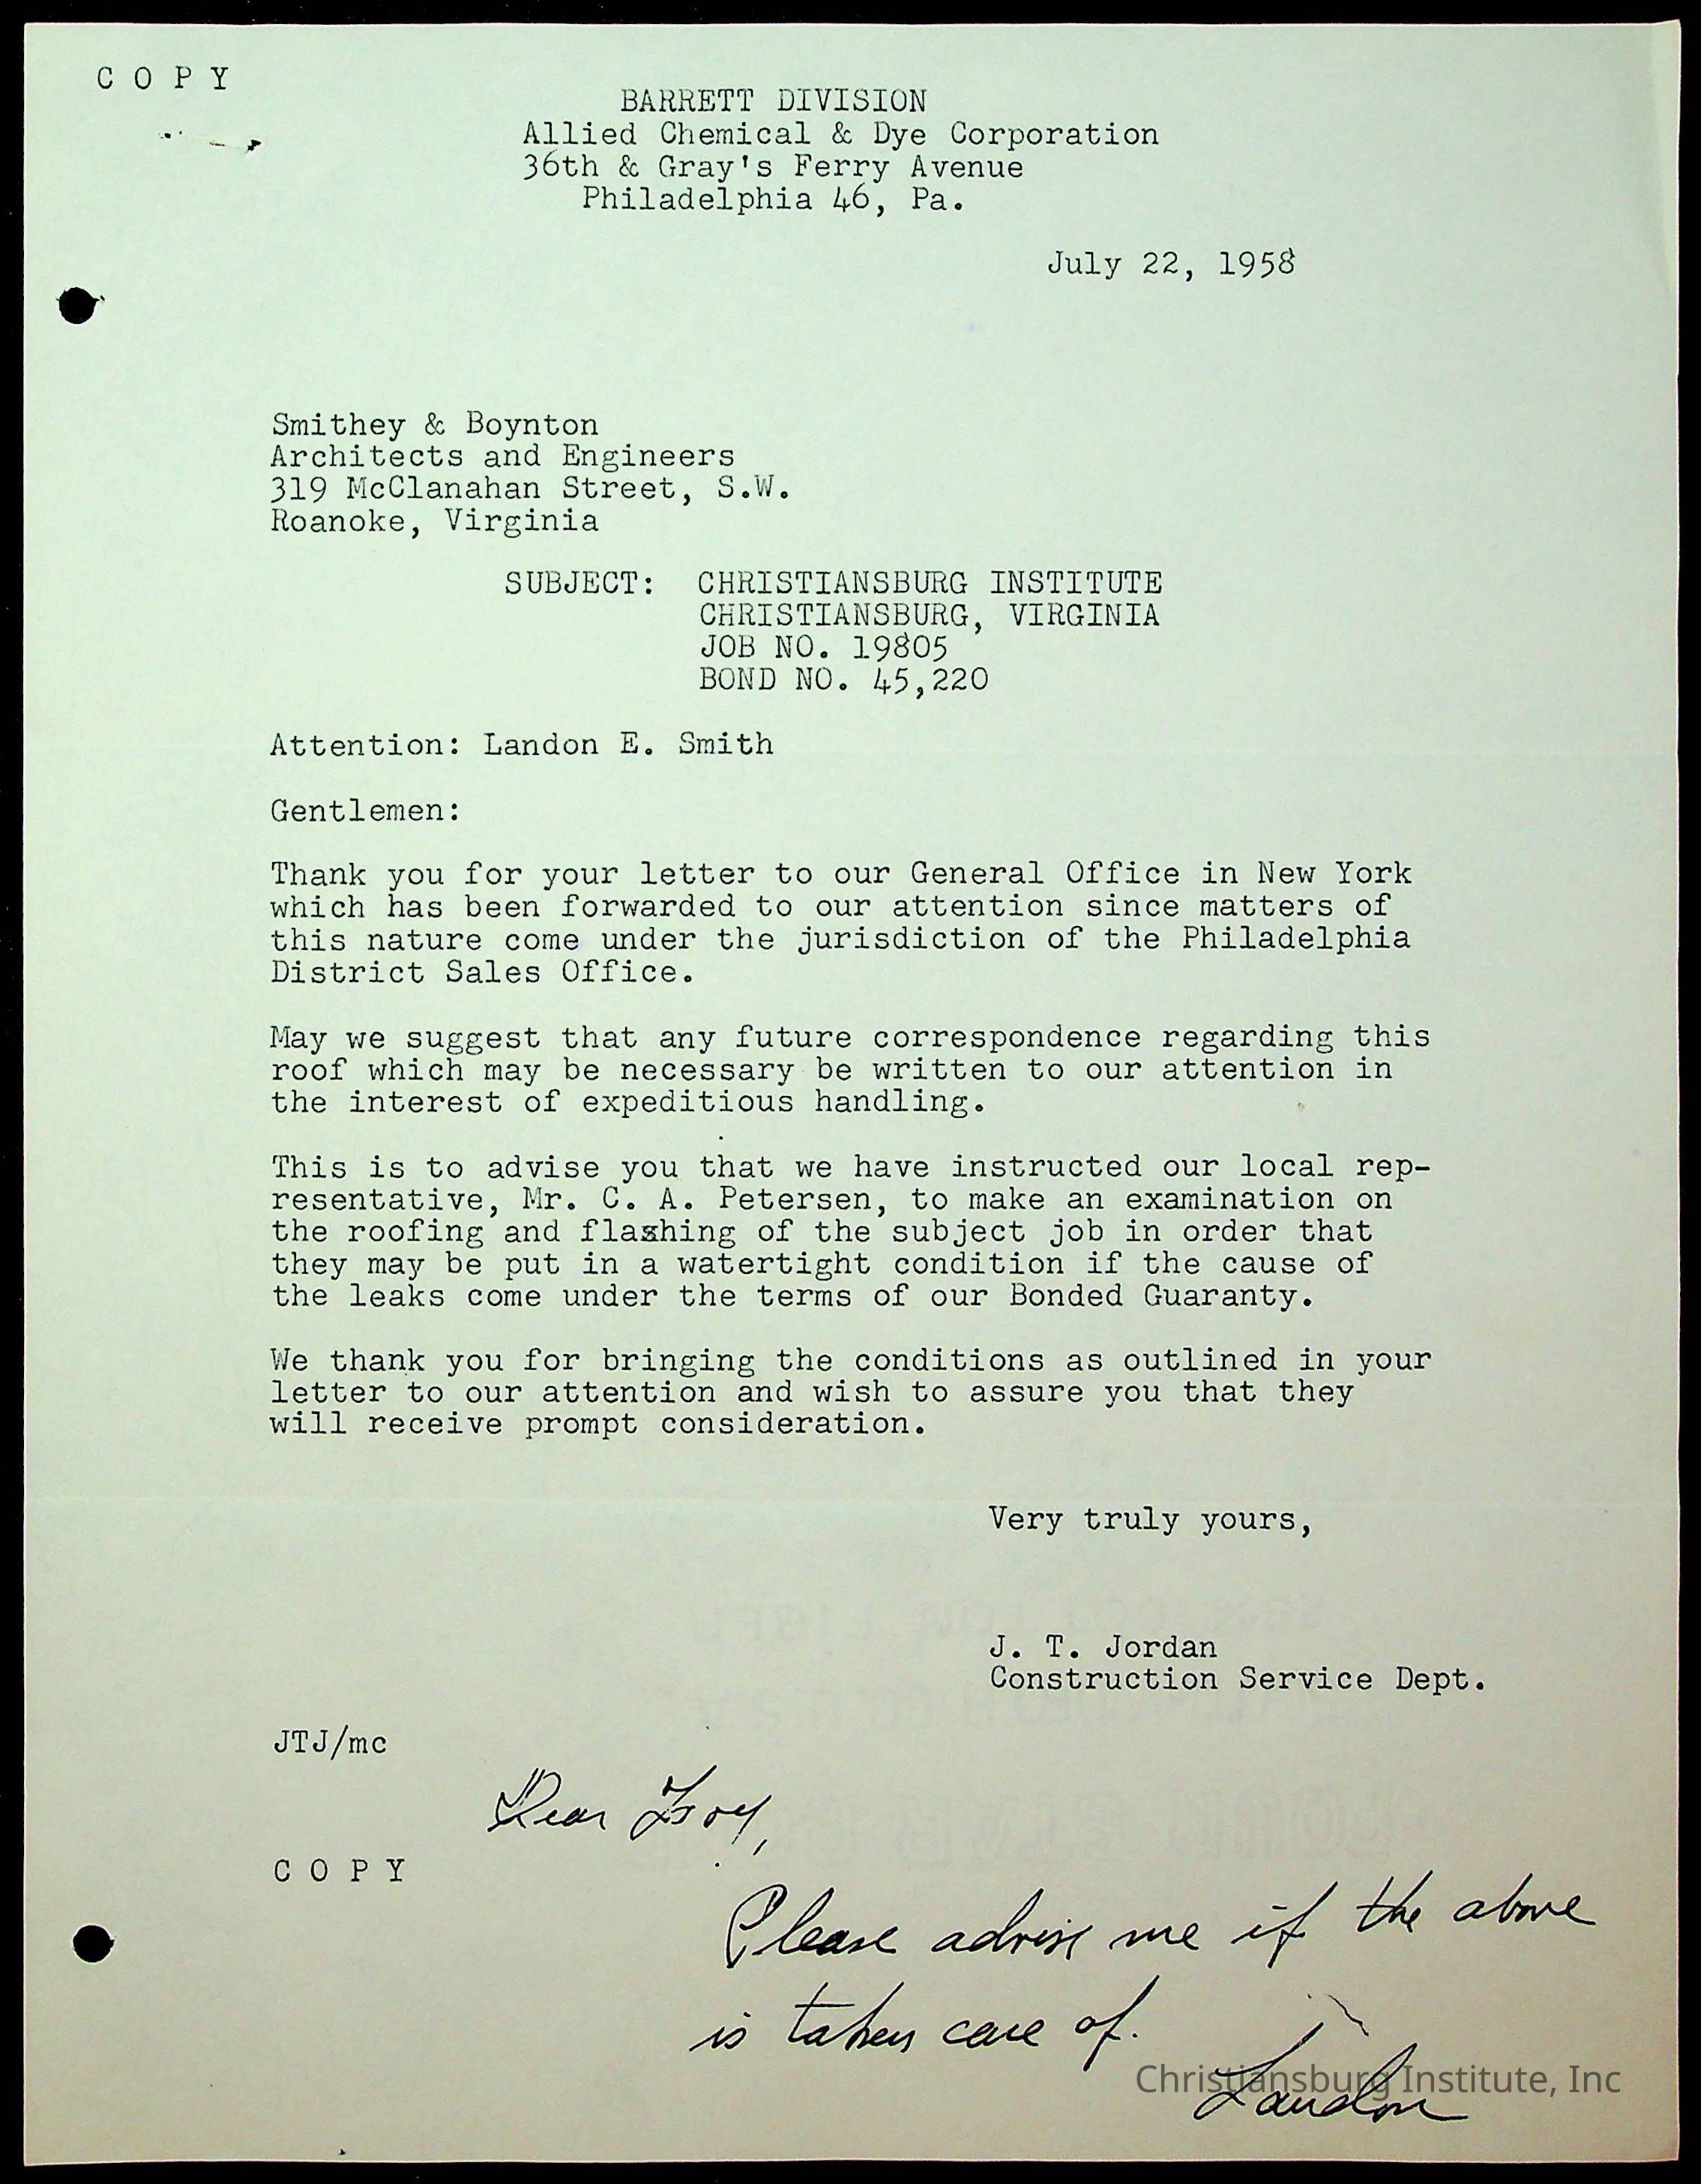 C O P Y
BARRETT DIVISION
Allied Chemical & Dye Corporation
36th & Gray's Ferry Avenue
Philadelphia 46, Pa.
July 22, 1958
Smithey & Boynton
Architects and Engineers
319 McClanahan Street, S.W.
Roanoke, Virginia
SUBJECT: CHRISTIANSBURG INSTITUTE
CHRISTIANSBURG, VIRGINIA
JOB NO. 19805
BOND NO. 45,220
Attention: Landon E. Smith
Gentlemen:
Thank you for your letter to our General Office in New York
which has been forwarded to our attention since matters of
this nature come under the jurisdiction of the Philadelphia
District Sales Office.
May we suggest that any future correspondence regarding this
roof which may be necessary be written to our attention in
the interest of expeditious handling.
This is to advise you that we have instructed our local rep-
resentative, Mr. C. A. Petersen, to make an examination on
the roofing and flashing of the subject job in order that
they may be put in a watertight condition if the cause of
the leaks come under the terms of our Bonded Guaranty.
We thank you for bringing the conditions as outlined in your
letter to our attention and wish to assure you that they
will receive prompt consideration.
Very truly yours,
J. T. Jordan
Construction Service Dept.
JTJ/mc
Dear
C O P Y
Please advise me if the above
is taken care of.
Christiansburg Institute, Inc
Landon